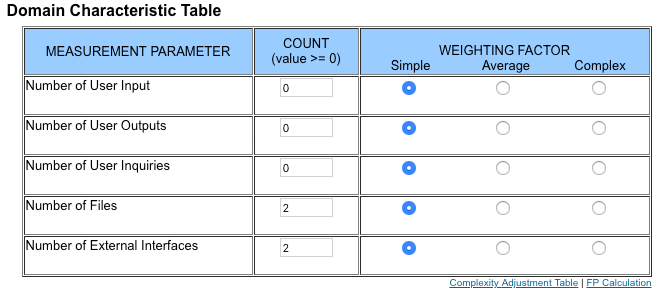 Domain Characteristic Table
MEASUREMENT PARAMETER
COUNT
(value >= 0)
WEIGHTING FACTOR
Simple Average Complex
Number of User Input 0
Number of User Outputs 0
Number of User Inquiries 0
Number of Files 2
Number of External Interfaces 2
Complexity Adjustment Table | FP Calculation